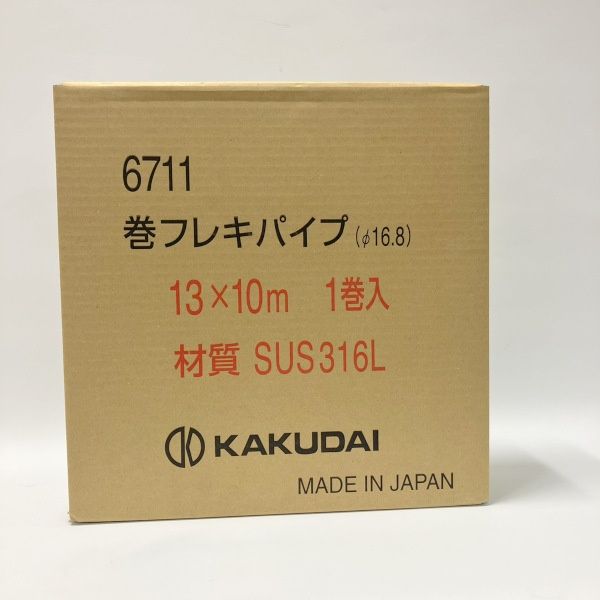 6711
巻フレキパイプ(φ16.8)
13×10m 1巻入
材質 SUS316L
KAKUDAI
MADE IN JAPAN